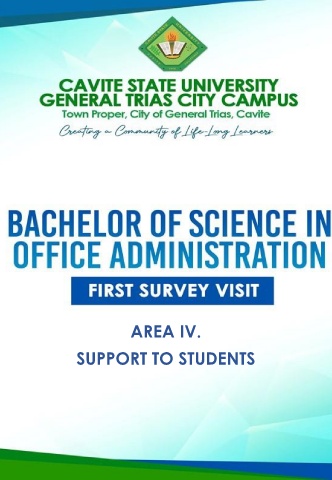 CAVITE STATE UNIVERSITY
GENERAL TRIAS CITY CAMPUS
Town Proper, City of General Trias, Cavite
Creating a Community of Life-Long Learners
BACHELOR OF SCIENCE IN
OFFICE ADMINISTRATION
FIRST SURVEY VISIT
AREA IV.
SUPPORT TO STUDENTS